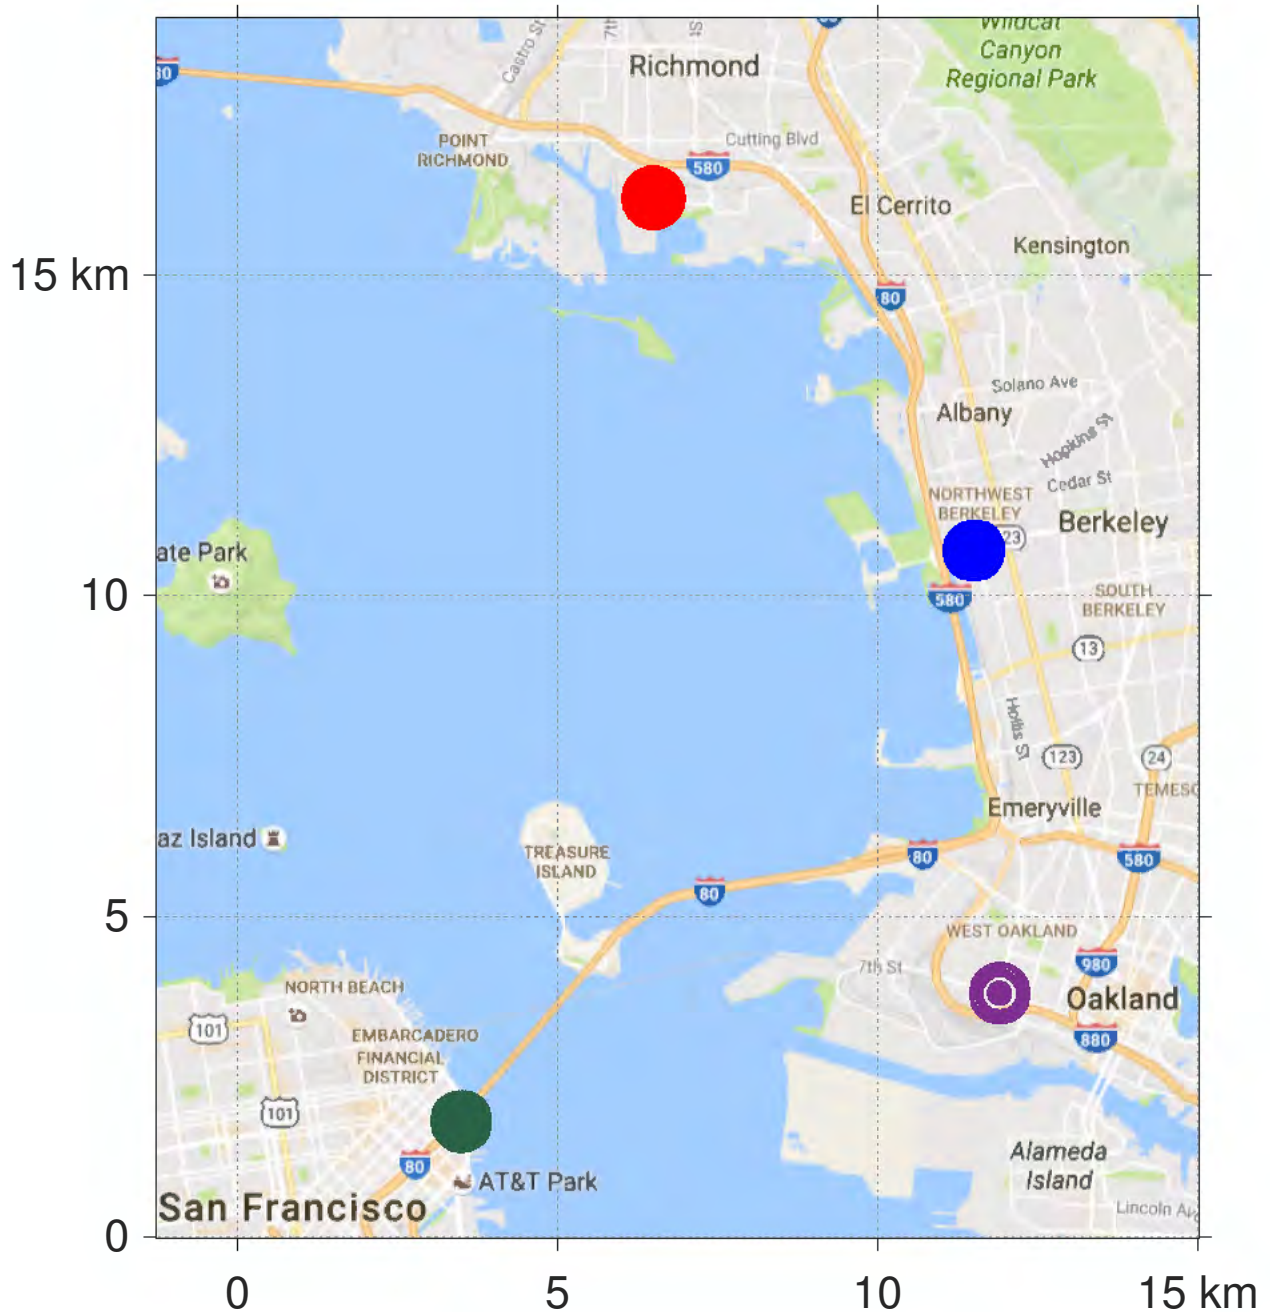 Wildcat
Canyon
Regional Park
Castro St
7th
St
Richmond
80
80
POINT
RICHMOND
Cutting Blvd
580
El Cerrito
Kensington
15 km
80
Solano Ave
Albany
Hopkins St
Cedar St
NORTHWEST
BERKELEY
Berkeley
23
ate Park
10
580
SOUTH
BERKELEY
13
Hollis St
123
24
TEMESC
Emeryville
az Island
TREASURE
ISLAND
80
580
80
5
WEST OAKLAND
7th St
980
NORTH BEACH
Oakland
101
EMBARCADERO
FINANCIAL
DISTRICT
880
101
80
AT&T Park
Alameda
Island
San Francisco
Lincoln Av
0
0
5
10
15 km